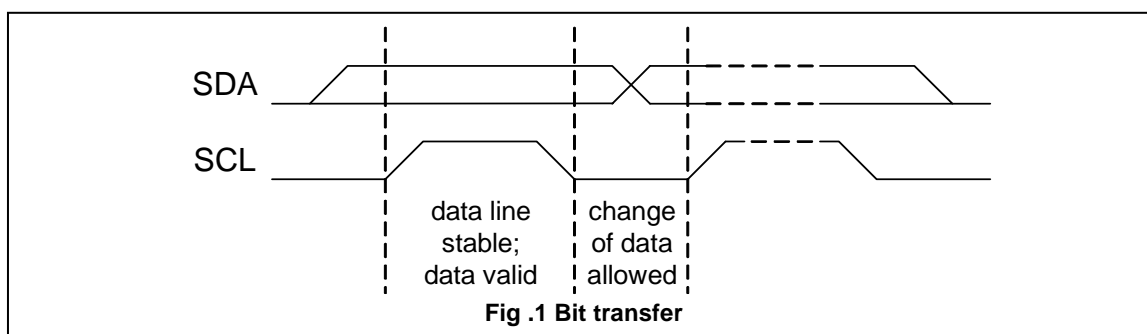 SDA
SCL
data line
stable;
data valid
change
of data
allowed
Fig .1 Bit transfer